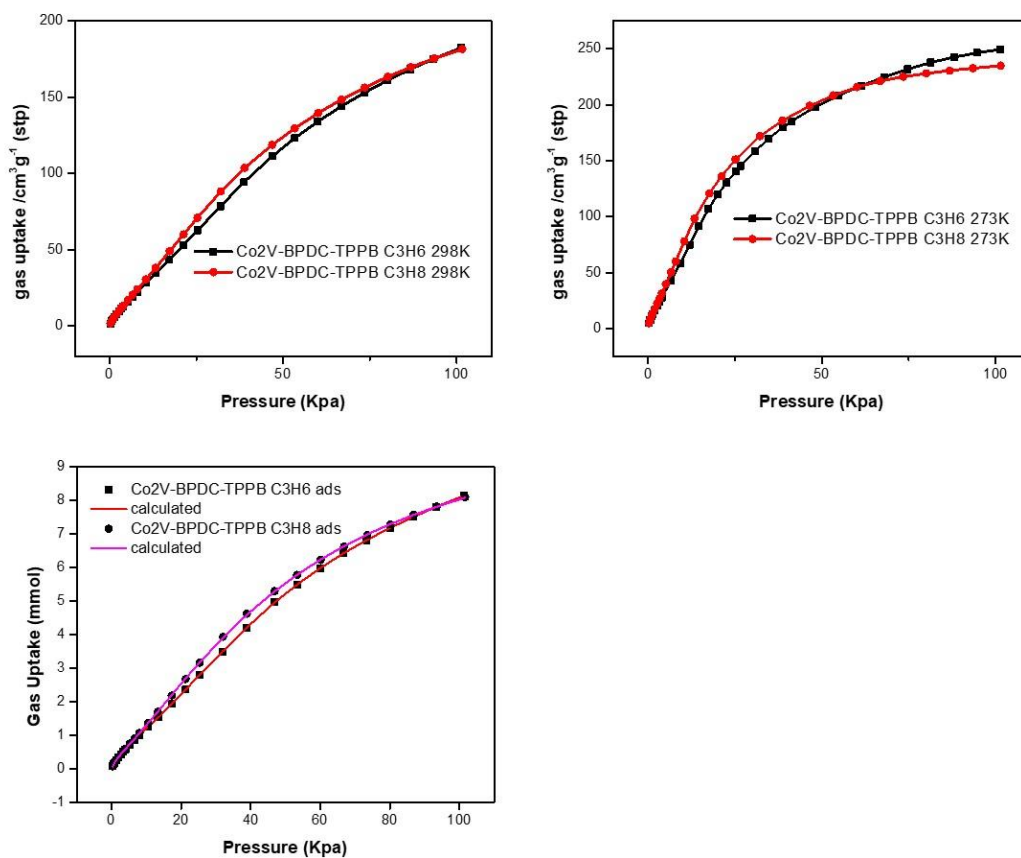 200
150
100
50
0
gas uptake /cm³g⁻¹ (stp)
Co2V-BPDC-TPPB C3H6 298K
Co2V-BPDC-TPPB C3H8 298K
0
50
100
Pressure (Kpa)
300
250
200
150
100
50
0
gas uptake /cm³g⁻¹ (stp)
Co2V-BPDC-TPPB C3H6 273K
Co2V-BPDC-TPPB C3H8 273K
0
50
100
Pressure (Kpa)
9
8
7
6
5
4
3
2
1
0
-1
Gas Uptake (mmol)
Co2V-BPDC-TPPB C3H6 ads
calculated
Co2V-BPDC-TPPB C3H8 ads
calculated
0
20
40
60
80
100
Pressure (Kpa)